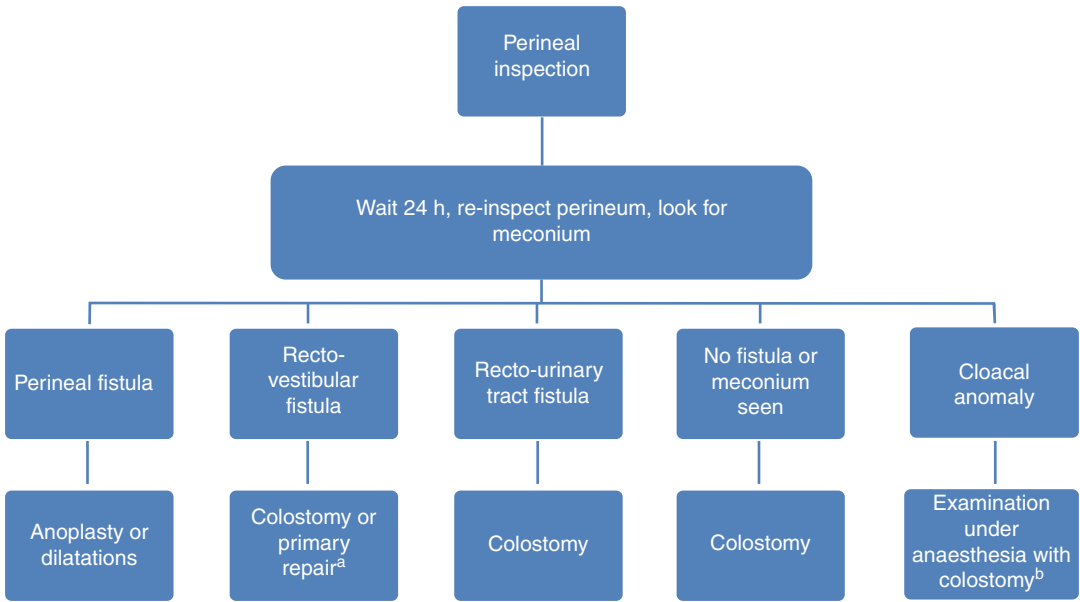 Perineal
inspection
Wait 24 h, re-inspect perineum, look for
meconium
Perineal fistula
Recto-
vestibular
fistula
Recto-urinary
tract fistula
No fistula or
meconium
seen
Cloacal
anomaly
Anoplasty or
dilatations
Colostomy or
primary
repairᵃ
Colostomy
Colostomy
Examination
under
anaesthesia with
colostomyᵇ